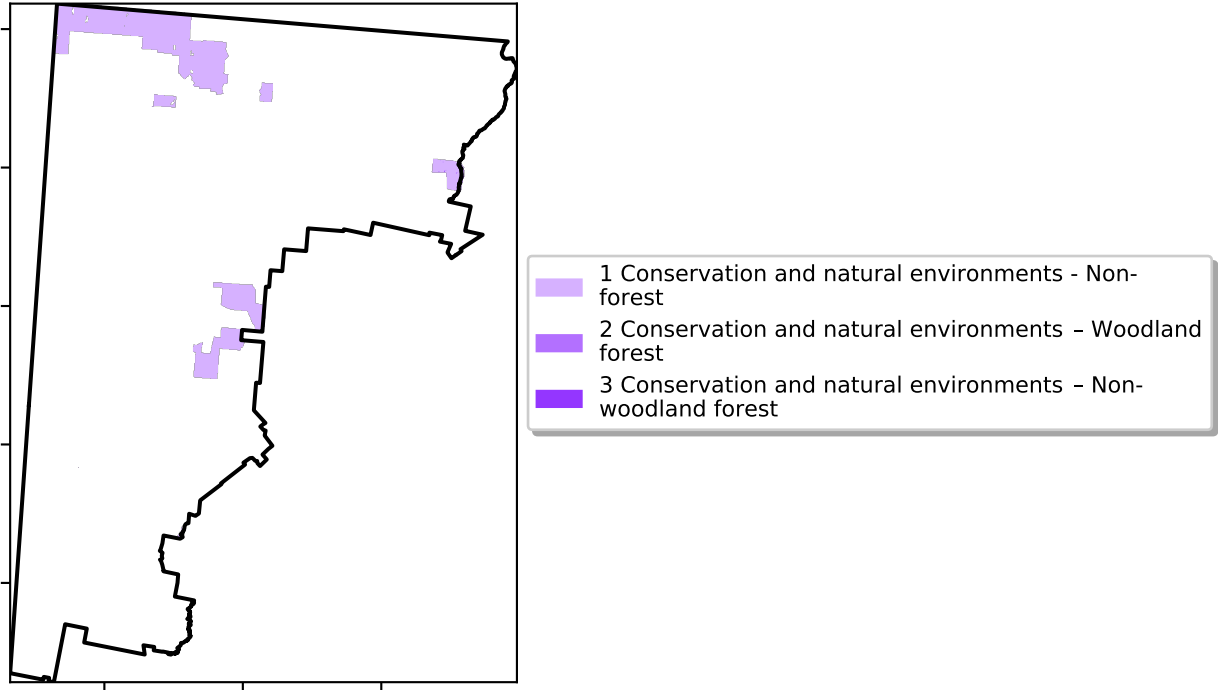 1 Conservation and natural environments - Non-
forest
2 Conservation and natural environments – Woodland
forest
3 Conservation and natural environments – Non-
woodland forest